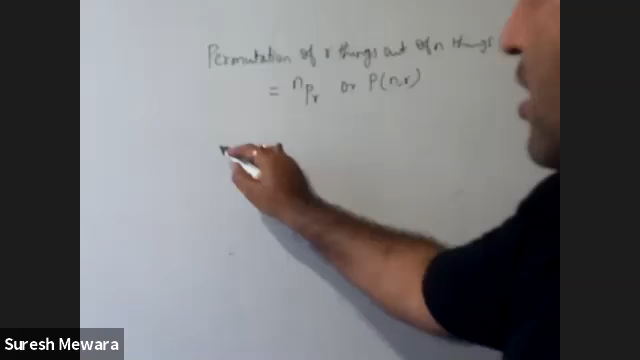 Permutation of r things out of n things
= nPr or P(n,r)
Suresh Mewara